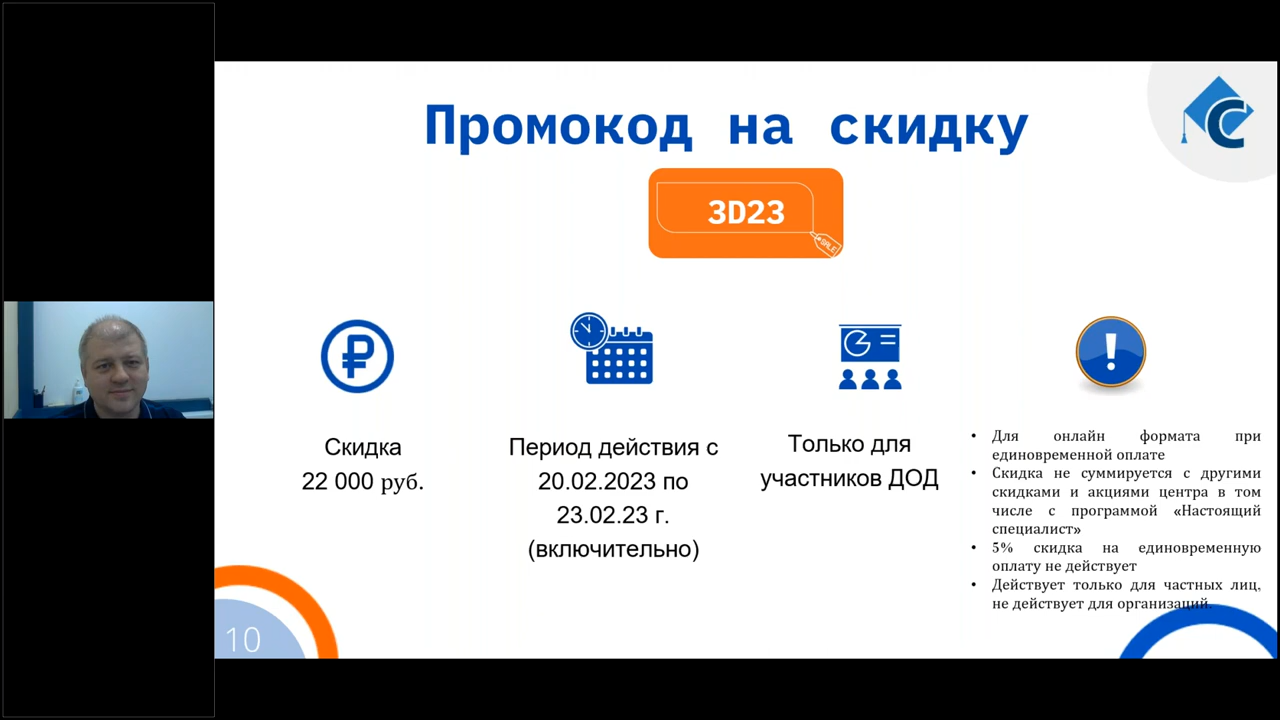 Промокод на скидку
3D23
SALE
Скидка
22 000 руб.
Период действия с
20.02.2023 по
23.02.23 г.
(включительно)
Только для
участников ДОД
• Для онлайн формата при
единовременной оплате
• Скидка не суммируется с другими
скидками и акциями центра в том
числе с программой «Настоящий
специалист»
• 5% скидка на единовременную
оплату не действует
• Действует только для частных лиц,
не действует для организаций.
10